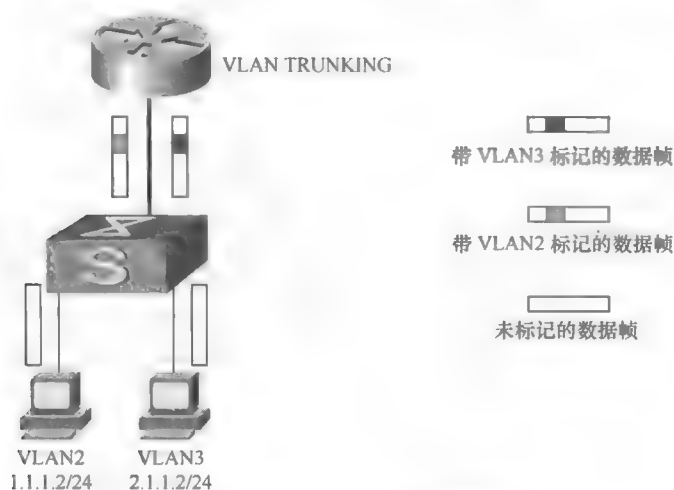 VLAN TRUNKING
带 VLAN3 标记的数据帧
带 VLAN2 标记的数据帧
未标记的数据帧
S
VLAN2 VLAN3
1.1.1.2/24 2.1.1.2/24